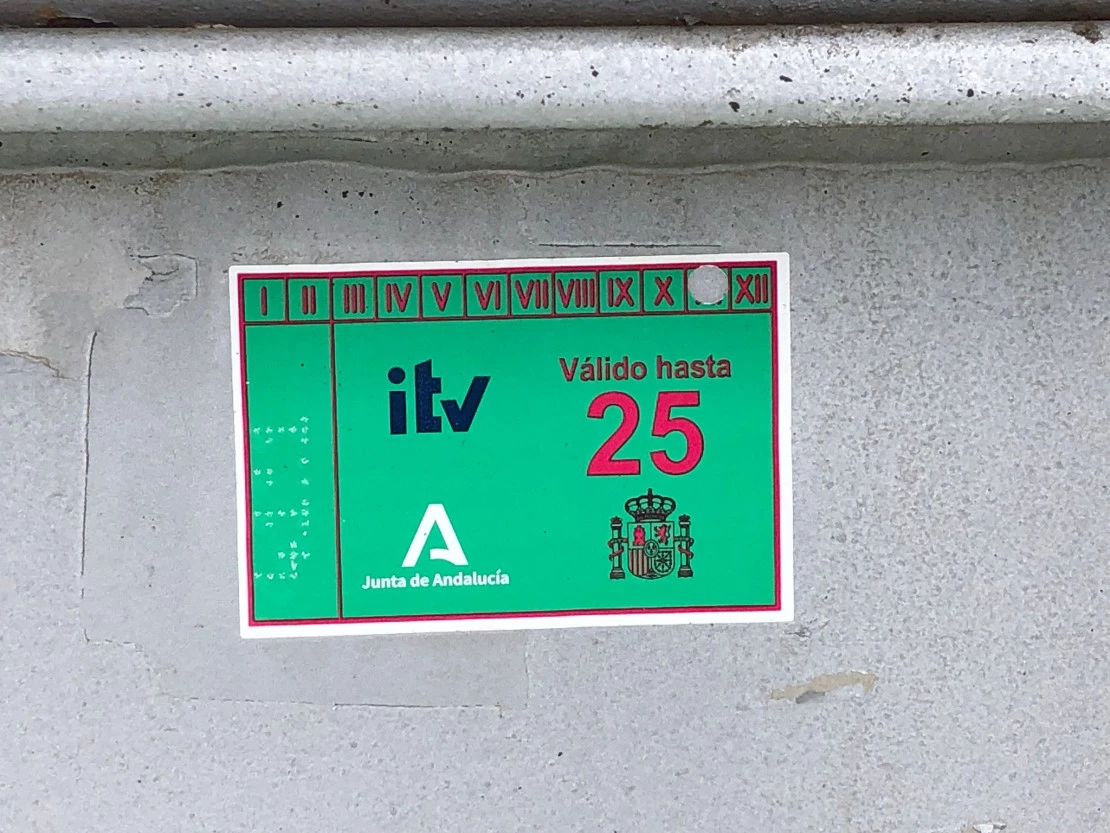 I II III IV V VI VII VIII IX X XII
itv
Válido hasta
25
Junta de Andalucía